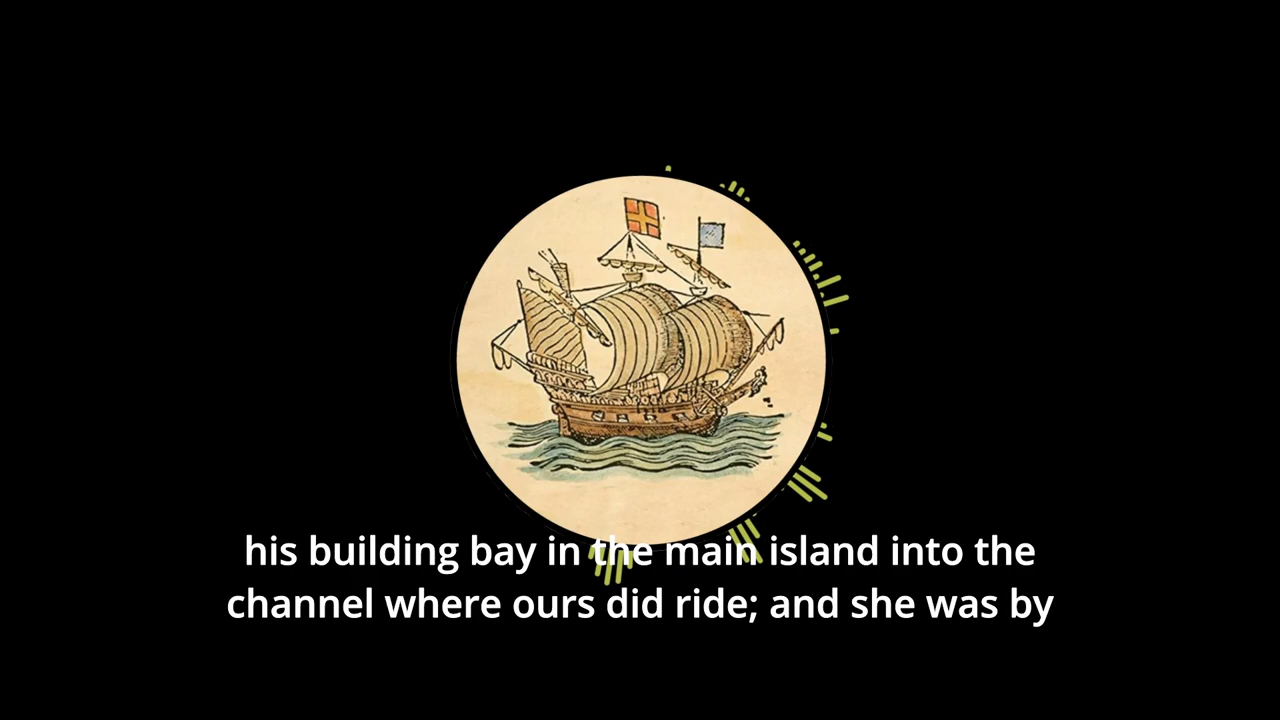 his building bay in the main island into the
channel where ours did ride; and she was by